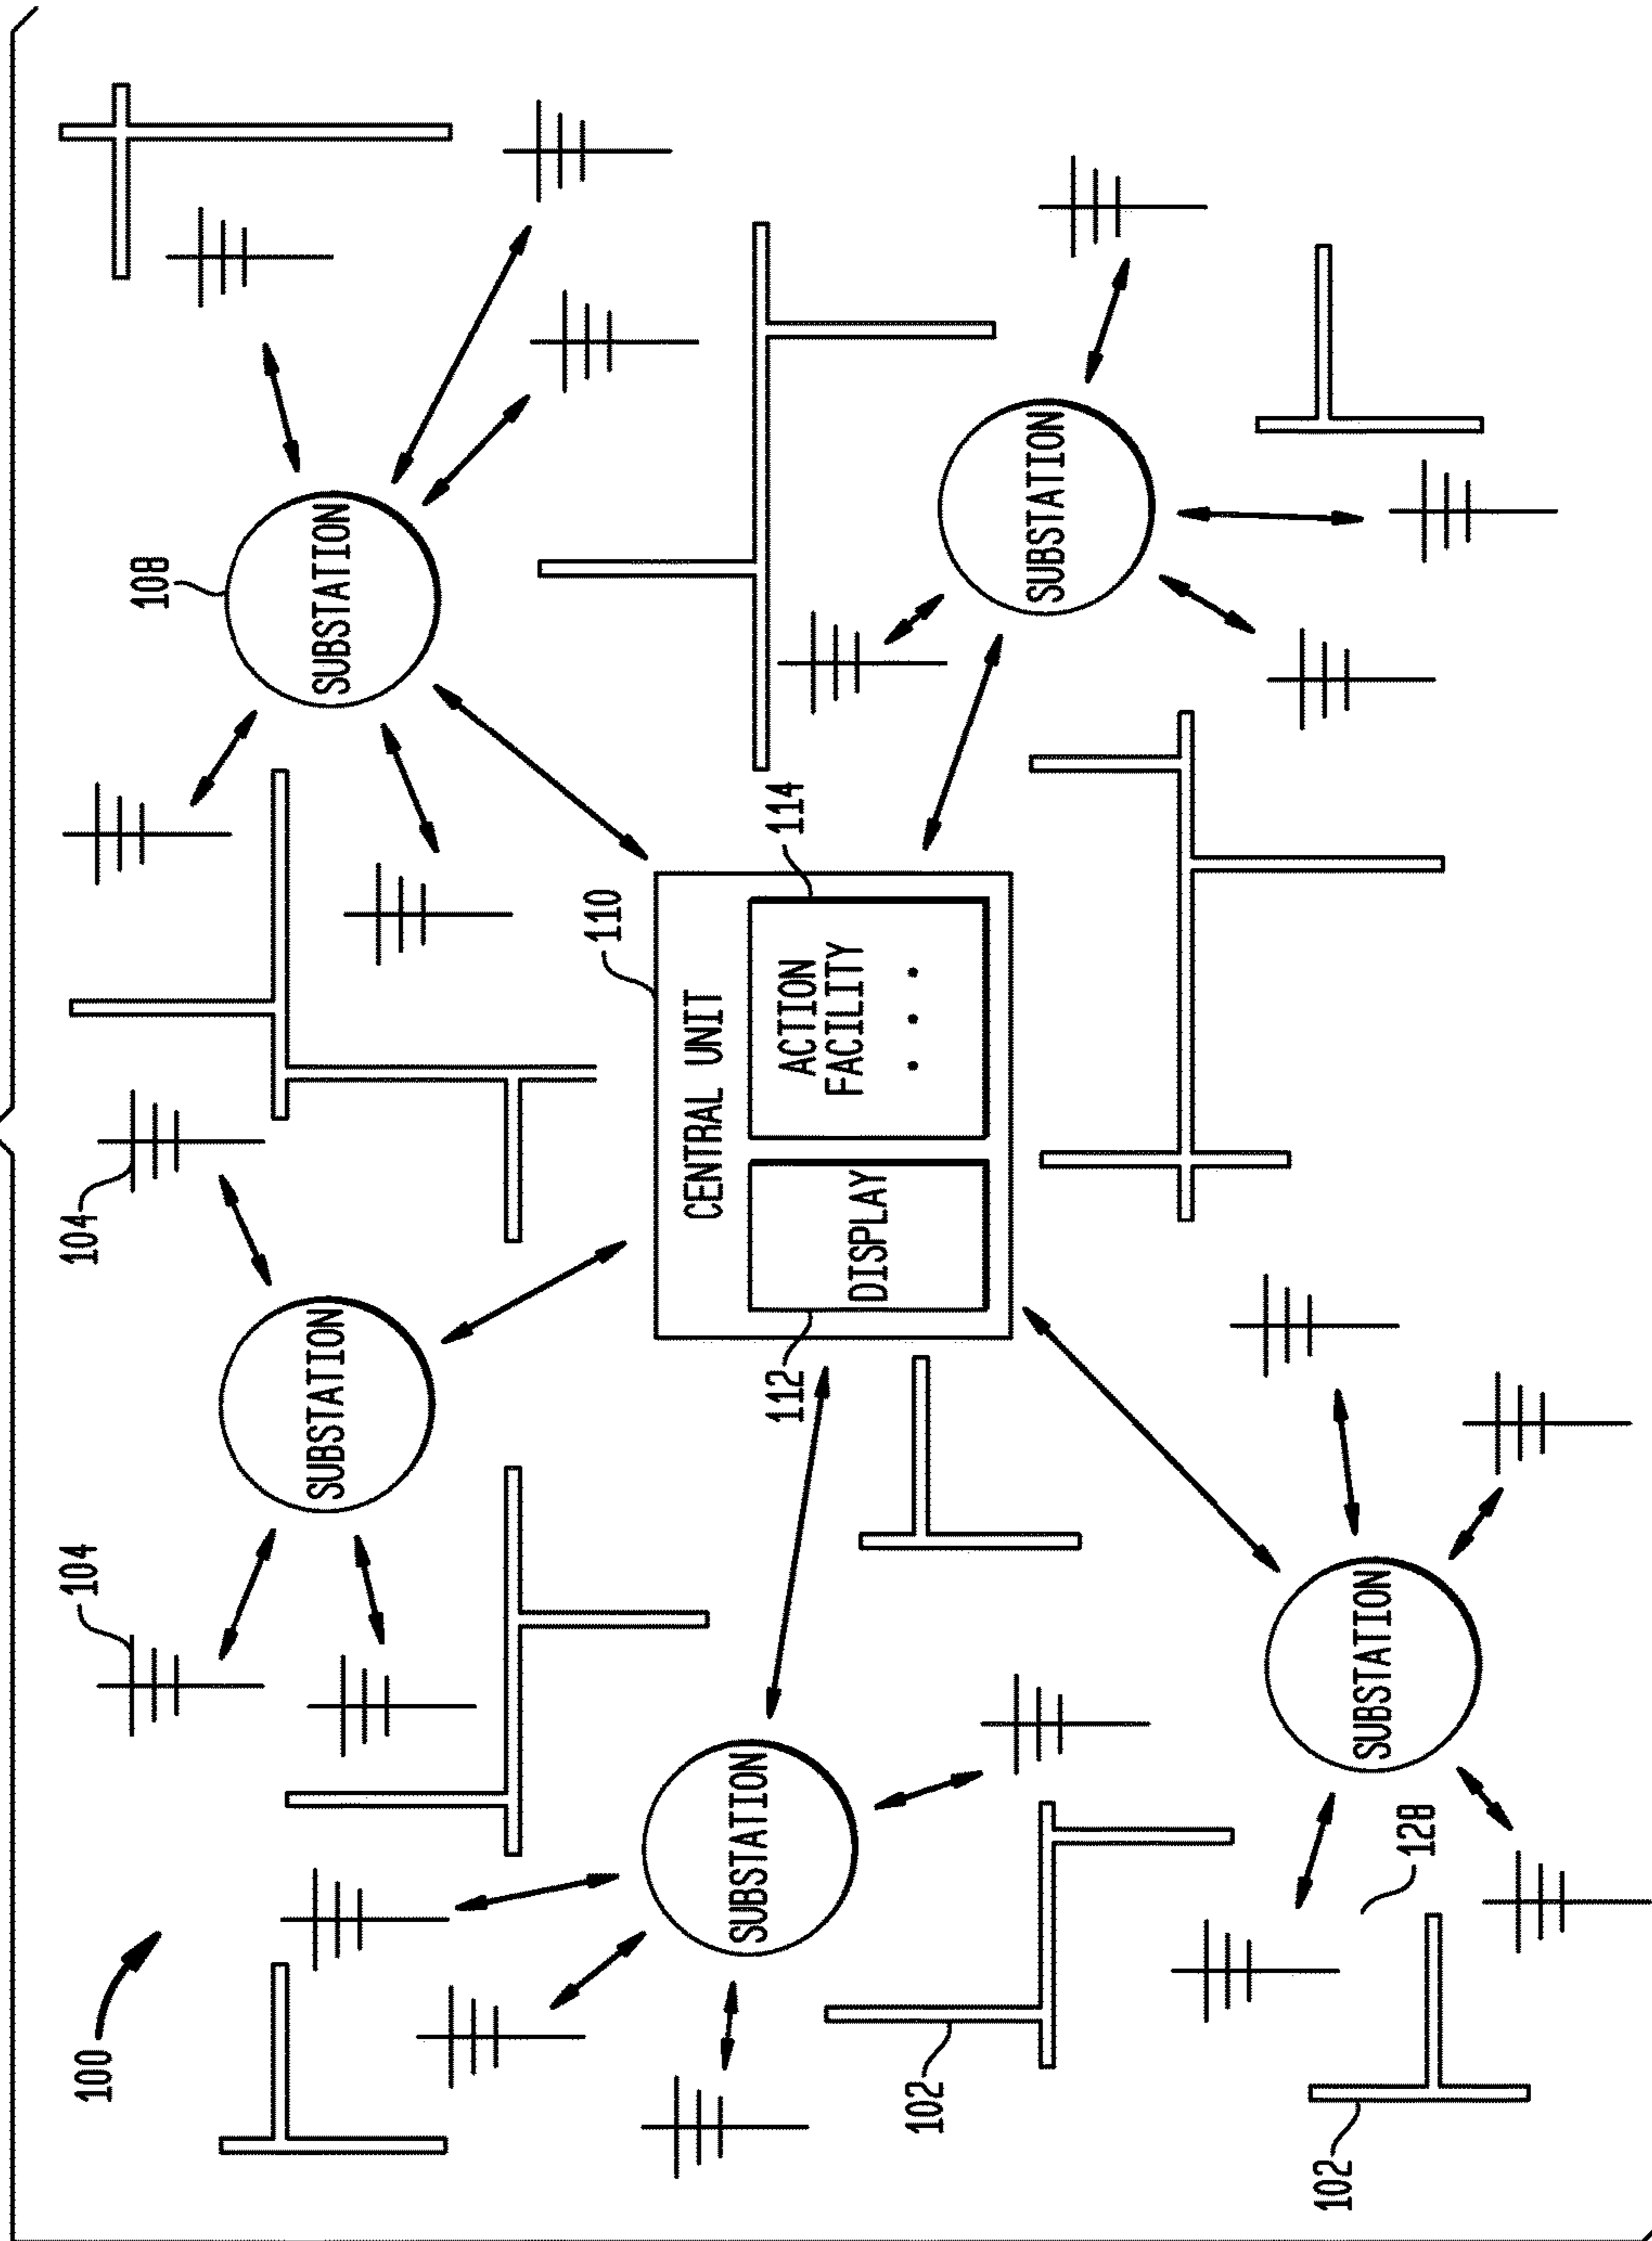 100
104
104
108
SUBSTATION
SUBSTATION
110
CENTRAL UNIT
SUBSTATION
112
114
ACTION
FACILITY
DISPLAY
102
SUBSTATION
102
SUBSTATION
128